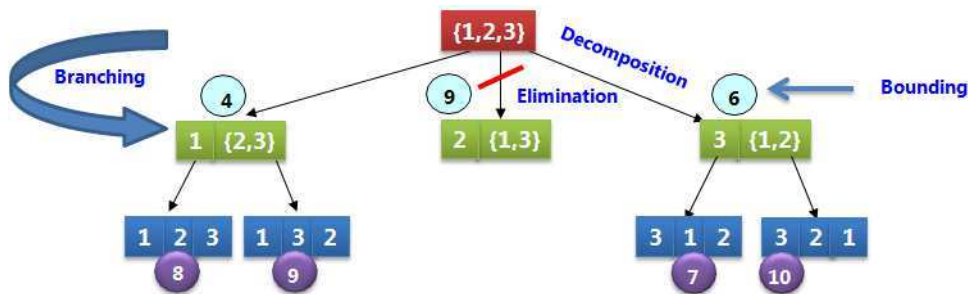 {1,2,3}
Decomposition
Branching
4
9
Elimination
6
Bounding
1 {2,3}
2 {1,3}
3 {1,2}
1 2 3
1 3 2
3 1 2
3 2 1
8
9
7
10